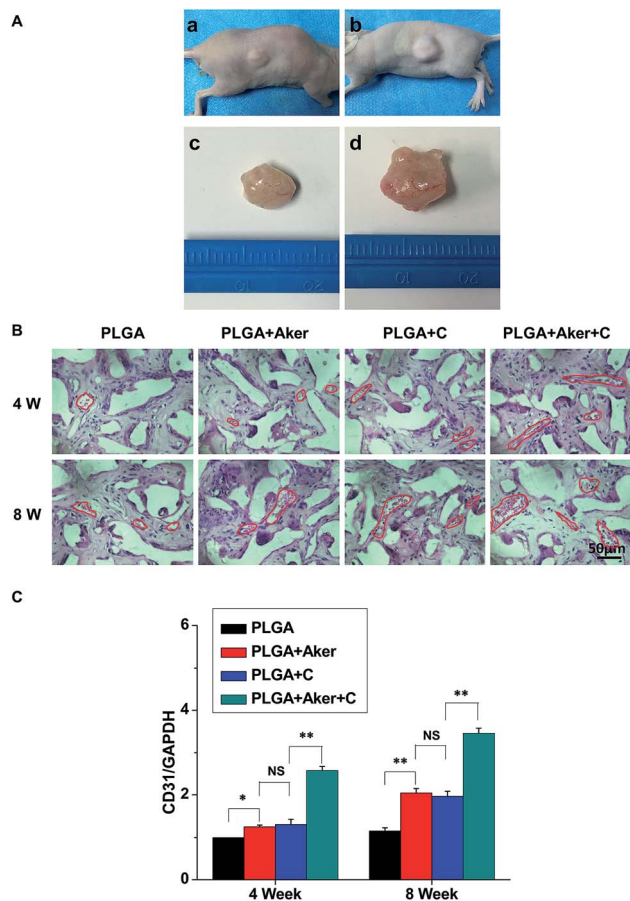 A
a
b
c
d
10
20
10
20
B
PLGA
PLGA+Aker
PLGA+C
PLGA+Aker+C
4 W
8 W
50μm
C
6
4
2
0
CD31/GAPDH
PLGA
PLGA+Aker
PLGA+C
PLGA+Aker+C
*
NS
**
**
NS
**
4 Week
8 Week